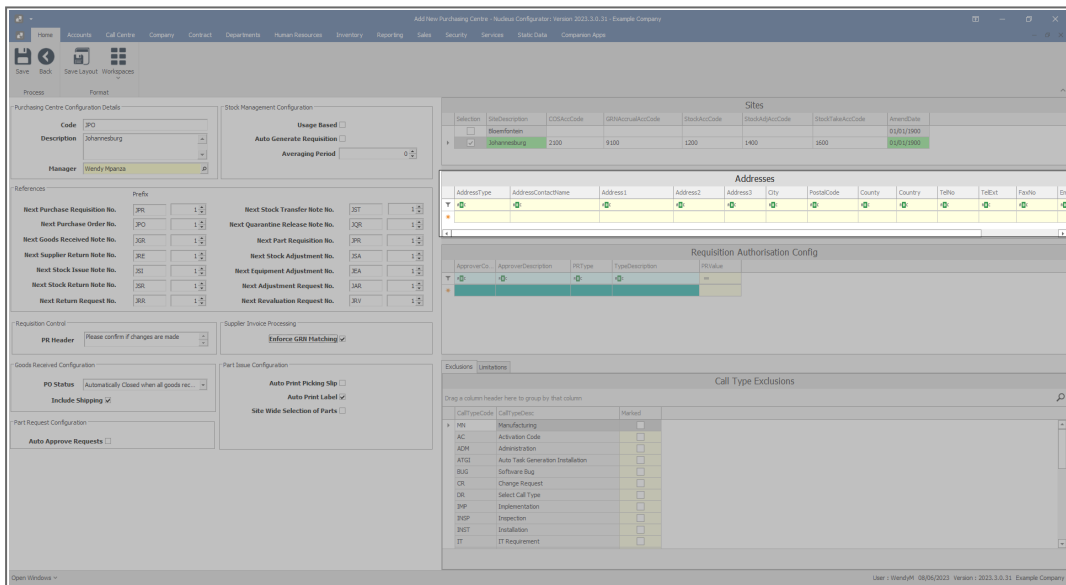 Add New Purchasing Centre - Nucleus Configurator: Version 2023.3.0.31 - Example Company
Home Accounts Call Centre Company Contract Departments Human Resources Inventory Reporting Sales Security Services Static Data Companion Apps
Save Back Save Layout Workspaces
Process Format
Purchasing Centre Configuration Details
Code JPO
Description Johannesburg
Manager Wendy Mpanza
Stock Management Configuration
Usage Based
Auto Generate Requisition
Averaging Period 0
References
Prefix
Next Purchase Requisition No. JPR 1 Next Stock Transfer Note No. JST 1
Next Purchase Order No. JPO 1 Next Quarantine Release Note No. JQR 1
Next Goods Received Note No. JGR 1 Next Part Requisition No. JPR 1
Next Supplier Return Note No. JRE 1 Next Stock Adjustment No. JSA 1
Next Stock Issue Note No. JSI 1 Next Equipment Adjustment No. JEA 1
Next Stock Return Note No. JSR 1 Next Adjustment Request No. JAR 1
Next Return Request No. JRR 1 Next Revaluation Request No. JRV 1
Requisition Control
PR Header Please confirm if changes are made
Supplier Invoice Processing
Enforce GRN Matching
Goods Received Configuration
PO Status Automatically Closed when all goods rec...
Include Shipping
Part Issue Configuration
Auto Print Picking Slip
Auto Print Label
Site Wide Selection of Parts
Part Request Configuration
Auto Approve Requests
Sites
Selection SiteDescription COSAccCode GRNAccrualAccCode StockAccCode StockAdjAccCode StockTakeAccCode AmendDate
Bloemfontein 01/01/1900
Johannesburg 2100 9100 1200 1400 1600 01/01/1900
Addresses
AddressType AddressContactName Address1 Address2 Address3 City PostalCode County Country TelNo TelExt FaxNo Em
Requisition Authorisation Config
ApproverCo... ApproverDescription PRType TypeDescription PRValue
Exclusions Limitations
Call Type Exclusions
Drag a column header here to group by that column
CallTypeCode CallTypeDesc Marked
MN Manufacturing
AC Activation Code
ADM Administration
ATGI Auto Task Generation Installation
BUG Software Bug
CR Change Request
DR Select Call Type
IMP Implementation
INSP Inspection
INST Installation
IT IT Requirement
Open Windows User : WendyM 08/06/2023 Version : 2023.3.0.31 Example Company